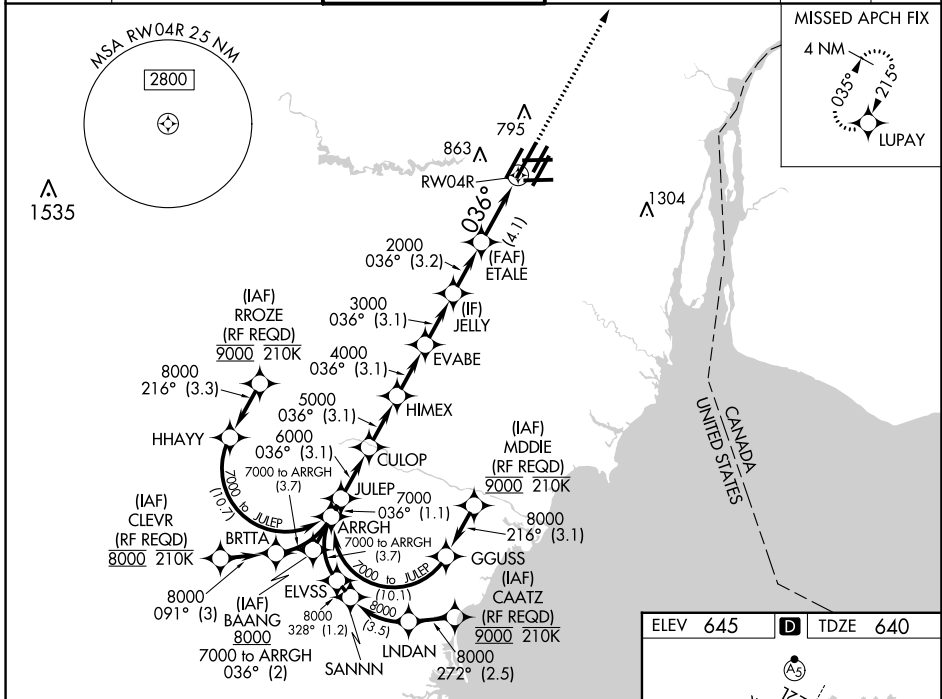 MSA RW04R 25 NM
2800
1535
MISSED APCH FIX
4 NM
035°
215°
LUPAY
795
863
RW04R
1304
036°
(4.1)
(FAF)
ETALE
2000
036° (3.2)
(IF)
JELLY
3000
036° (3.1)
EVABE
4000
036° (3.1)
HIMEX
5000
036° (3.1)
CULOP
6000
036° (3.1)
JULEP
(IAF)
RROZE
(RF REQD)
9000 210K
8000
216° (3.3)
HHAYY
7000 to JULEP
(10.7)
7000 to ARRGH
(3.7)
7000
036° (1.1)
ARRGH
(IAF)
MDDIE
(RF REQD)
9000 210K
8000
216° (3.1)
GGUSS
7000 to JULEP
(10.1)
7000 to ARRGH
(3.7)
(IAF)
CLEVR
(RF REQD)
8000 210K
BRTTA
8000
091° (3)
(IAF)
BAANG
8000
7000 to ARRGH
036° (2)
ELVSS
8000
328° (1.2)
SANNN
8000
(3.5)
LNDAN
(IAF)
CAATZ
(RF REQD)
9000 210K
8000
272° (2.5)
CANADA
UNITED STATES
ELEV 645 D TDZE 640
A5